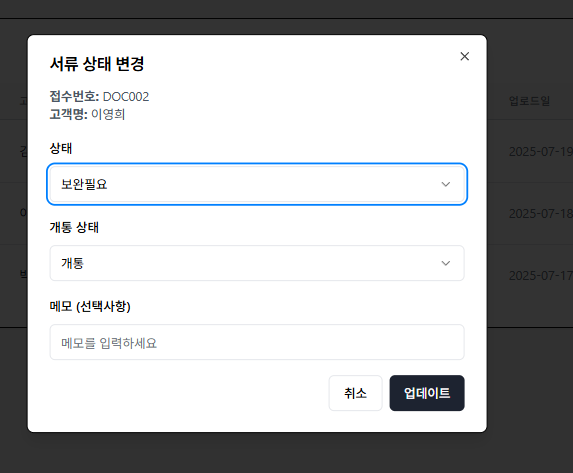 서류 상태 변경
접수번호: DOC002
고객명: 이영희
상태
보완필요
개통 상태
개통
메모 (선택사항)
메모를 입력하세요
취소
업데이트
업로드일
2025-07-19
2025-07-18
2025-07-17